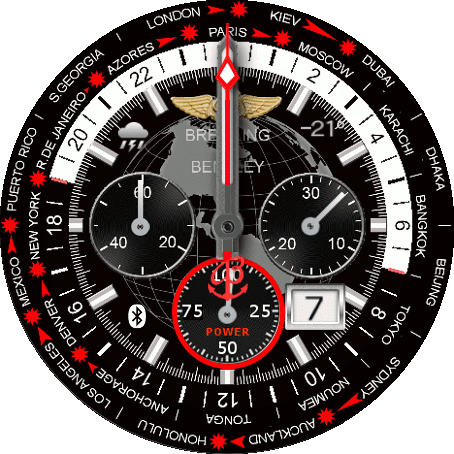 LONDON
KIEV
DUBAI
DHAKA
BEIJING
SYDNEY
AUCKLAND
HONOLULU
LOS ANGELES
MEXICO
PUERTO RICO
S.GEORGIA
PARIS
MOSCOW
KARACHI
BANGKOK
TOKYO
NOUMEA
TONGA
ANCHORAGE
DENVER
NEW YORK
R DE JANEIRO
AZORES
2
4
6
8
10
12
14
16
18
20
22
BREITLING
BENTLEY
-21°
60
20
40
30
10
20
100
75
25
POWER
50
7